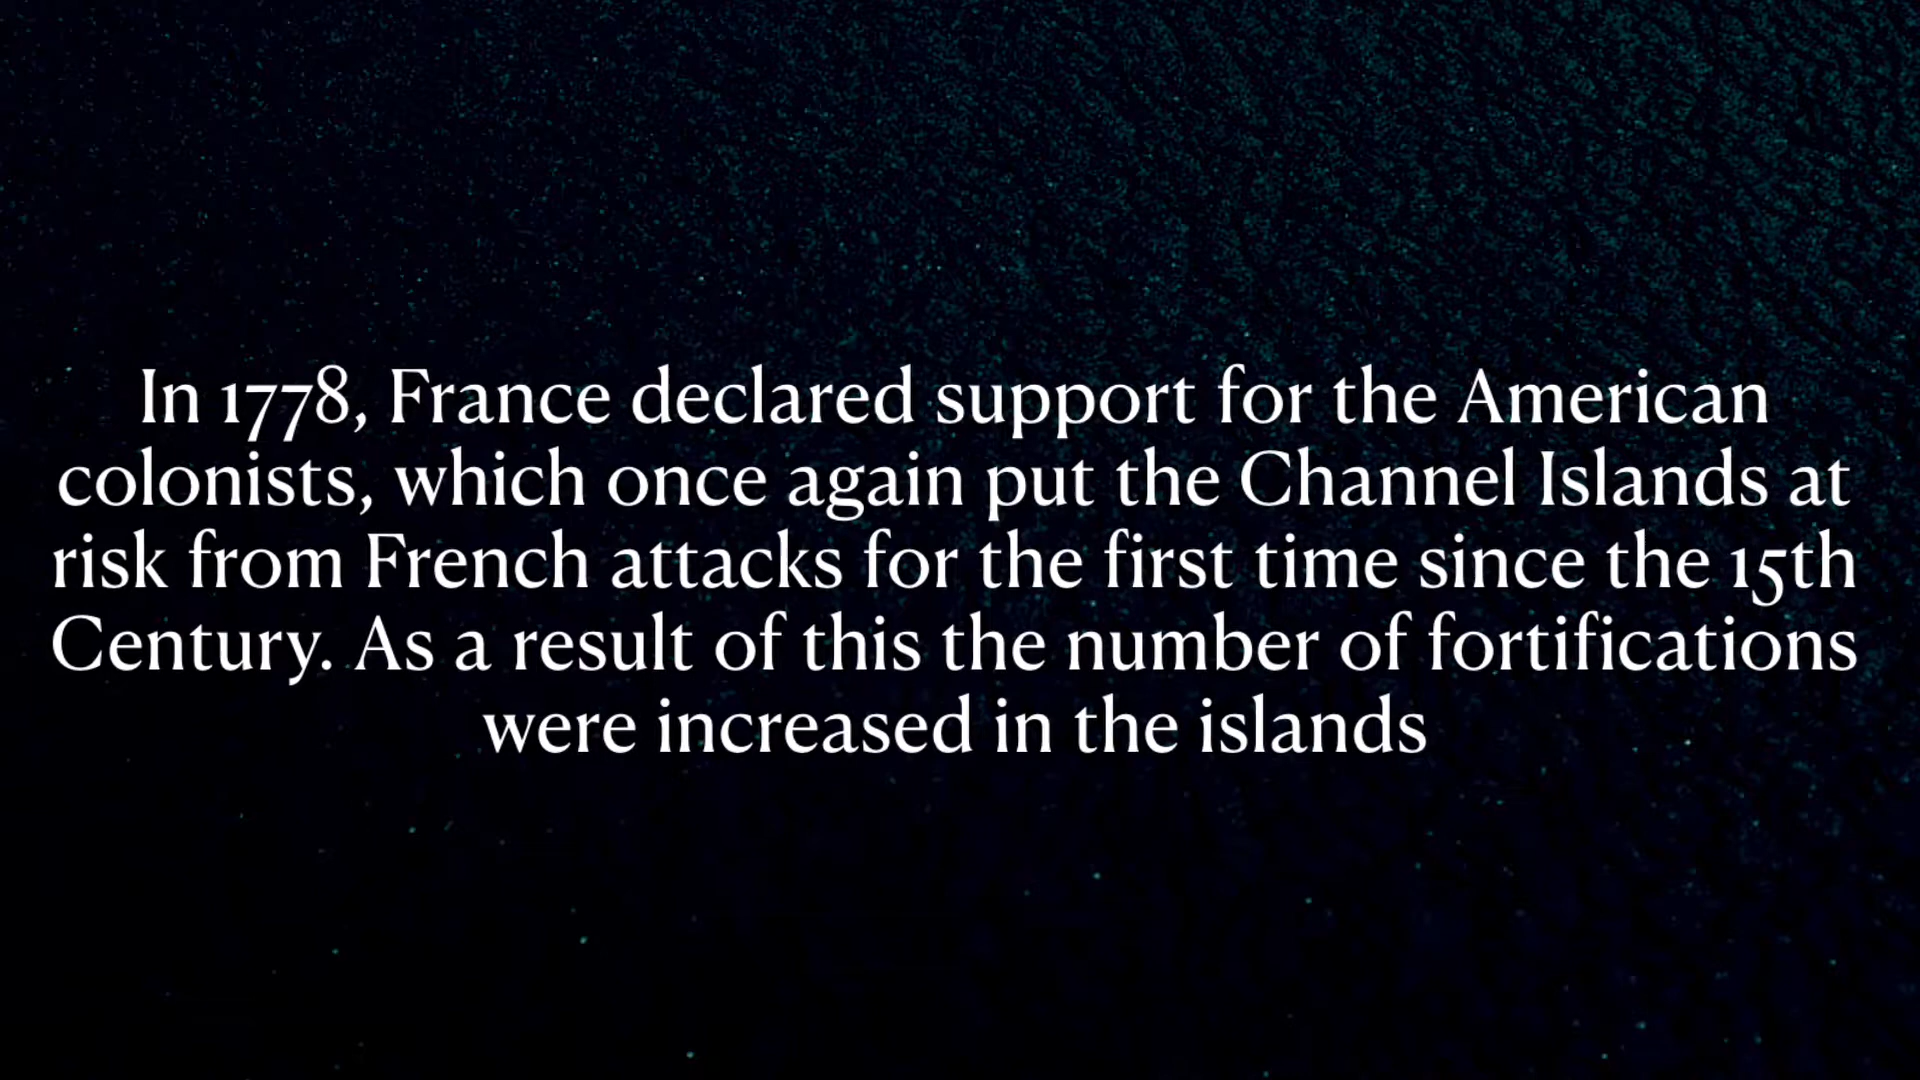 In 1778, France declared support for the American
colonists, which once again put the Channel Islands at
risk from French attacks for the first time since the 15th
Century. As a result of this the number of fortifications
were increased in the islands